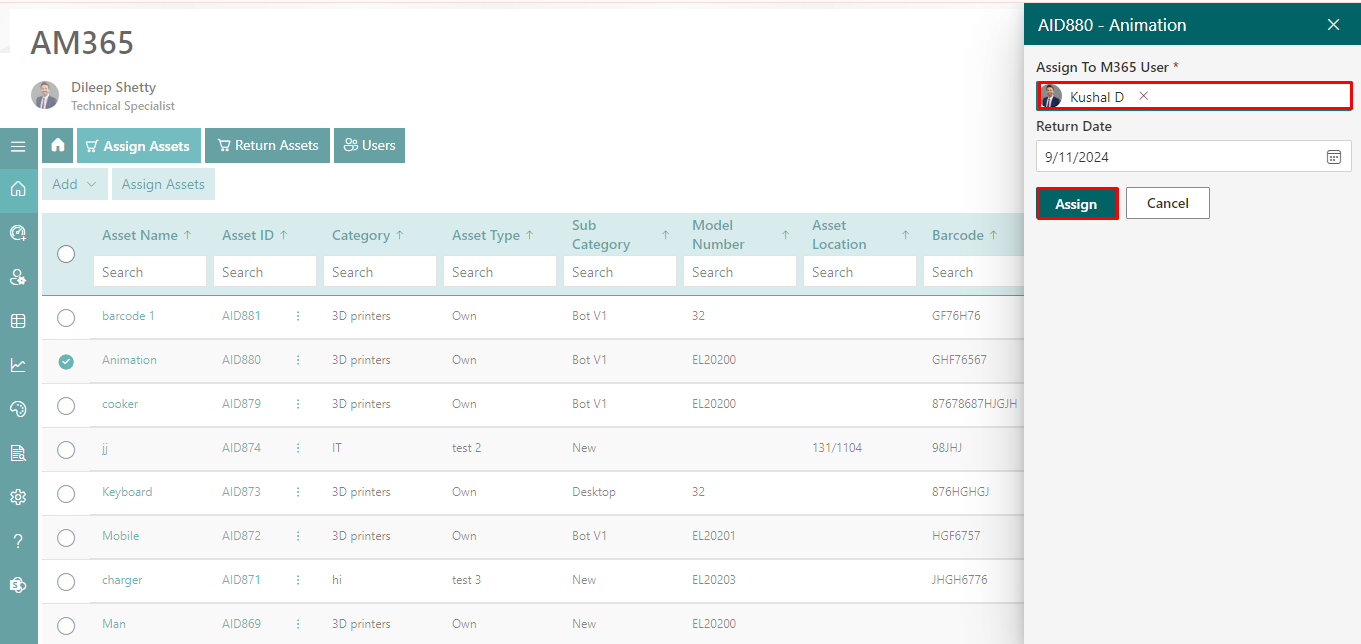 AM365
Dileep Shetty
Technical Specialist
Assign Assets
Return Assets
Users
Add
Assign Assets
Asset Name ↑ Asset ID ↑ Category ↑ Asset Type ↑ Sub Category ↑ Model Number ↑ Asset Location ↑ Barcode ↑
Search Search Search Search Search Search Search Search
barcode 1 AID881 3D printers Own Bot V1 32 GF76H76
Animation AID880 3D printers Own Bot V1 EL20200 GHF76567
cooker AID879 3D printers Own Bot V1 EL20200 87678687HJGJH
jj AID874 IT test 2 New 131/1104 98JHJ
Keyboard AID873 3D printers Own Desktop 32 876HGHGJ
Mobile AID872 3D printers Own Bot V1 EL20201 HGF6757
charger AID871 hi test 3 New EL20203 JHGH6776
Man AID869 3D printers Own New EL20200
AID880 - Animation
Assign To M365 User *
Kushal D
Return Date
9/11/2024
Assign
Cancel